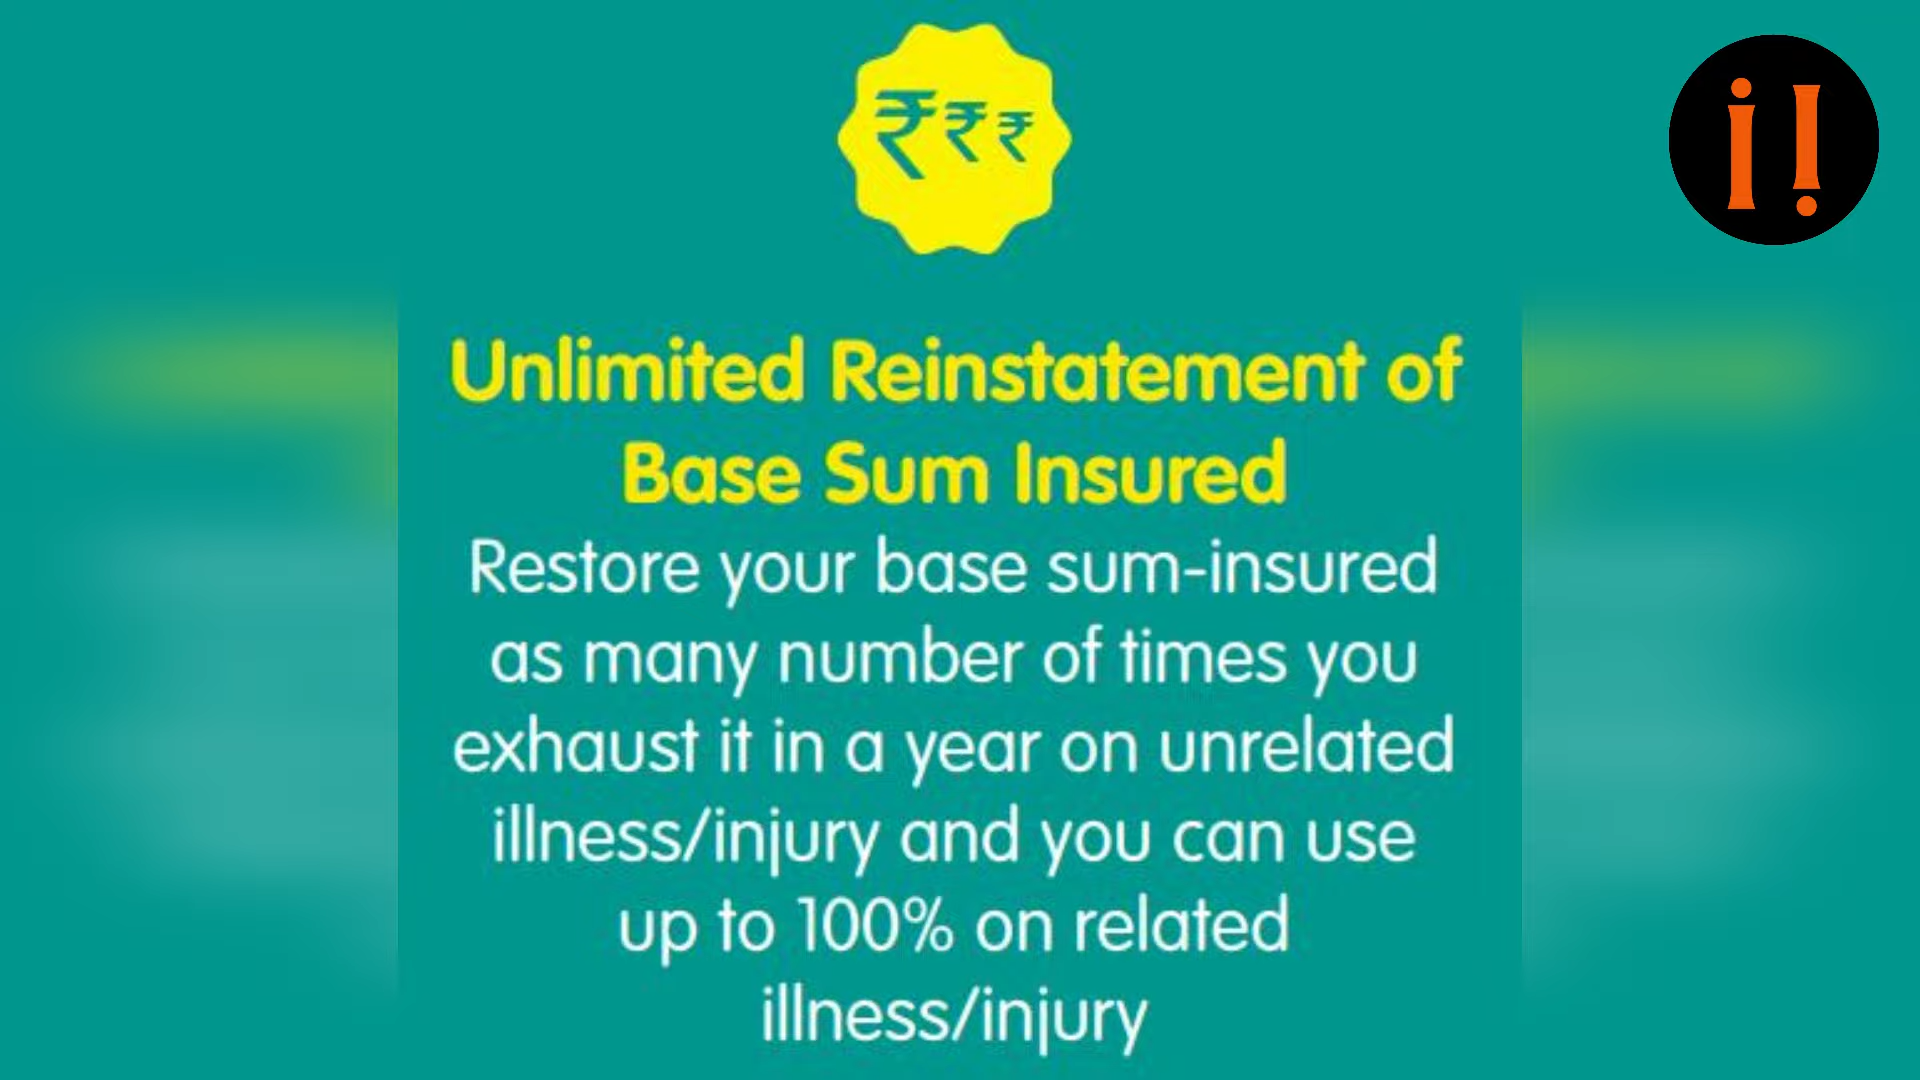 ₹₹₹
i!
Unlimited Reinstatement of
Base Sum Insured
Restore your base sum-insured
as many number of times you
exhaust it in a year on unrelated
illness/injury and you can use
up to 100% on related
illness/injury